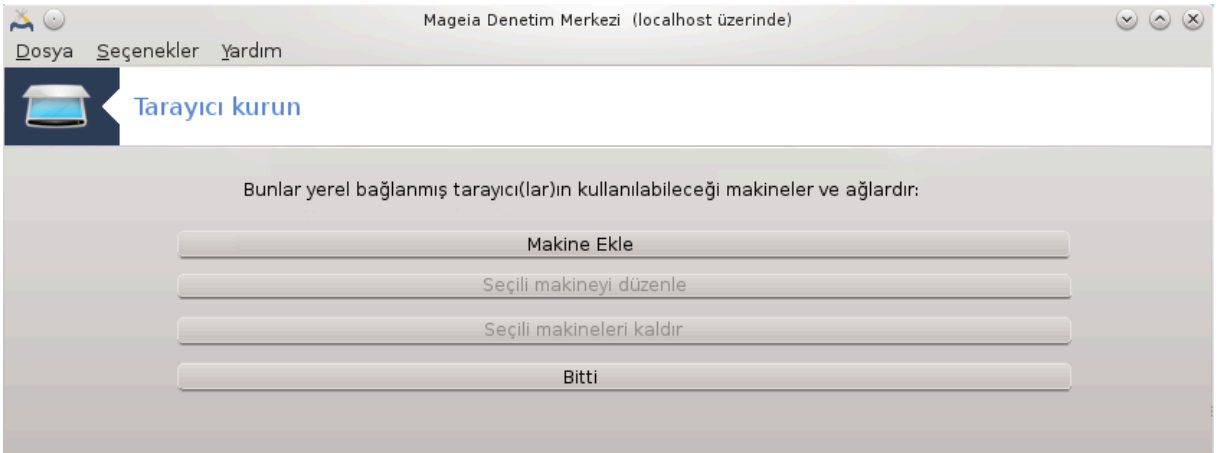 Mageia Denetim Merkezi (localhost üzerinde)
Dosya Seçenekler Yardım
Tarayıcı kurun
Bunlar yerel bağlanmış tarayıcı(lar)ın kullanılabileceği makineler ve ağlardır:
Makine Ekle
Seçili makineyi düzenle
Seçili makineleri kaldır
Bitti